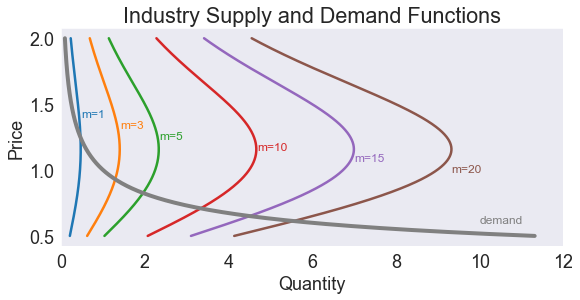 Industry Supply and Demand Functions
Price
2.0
1.5
1.0
0.5
m=1
m=3
m=5
m=10
m=15
m=20
demand
0 2 4 6 8 10 12
Quantity